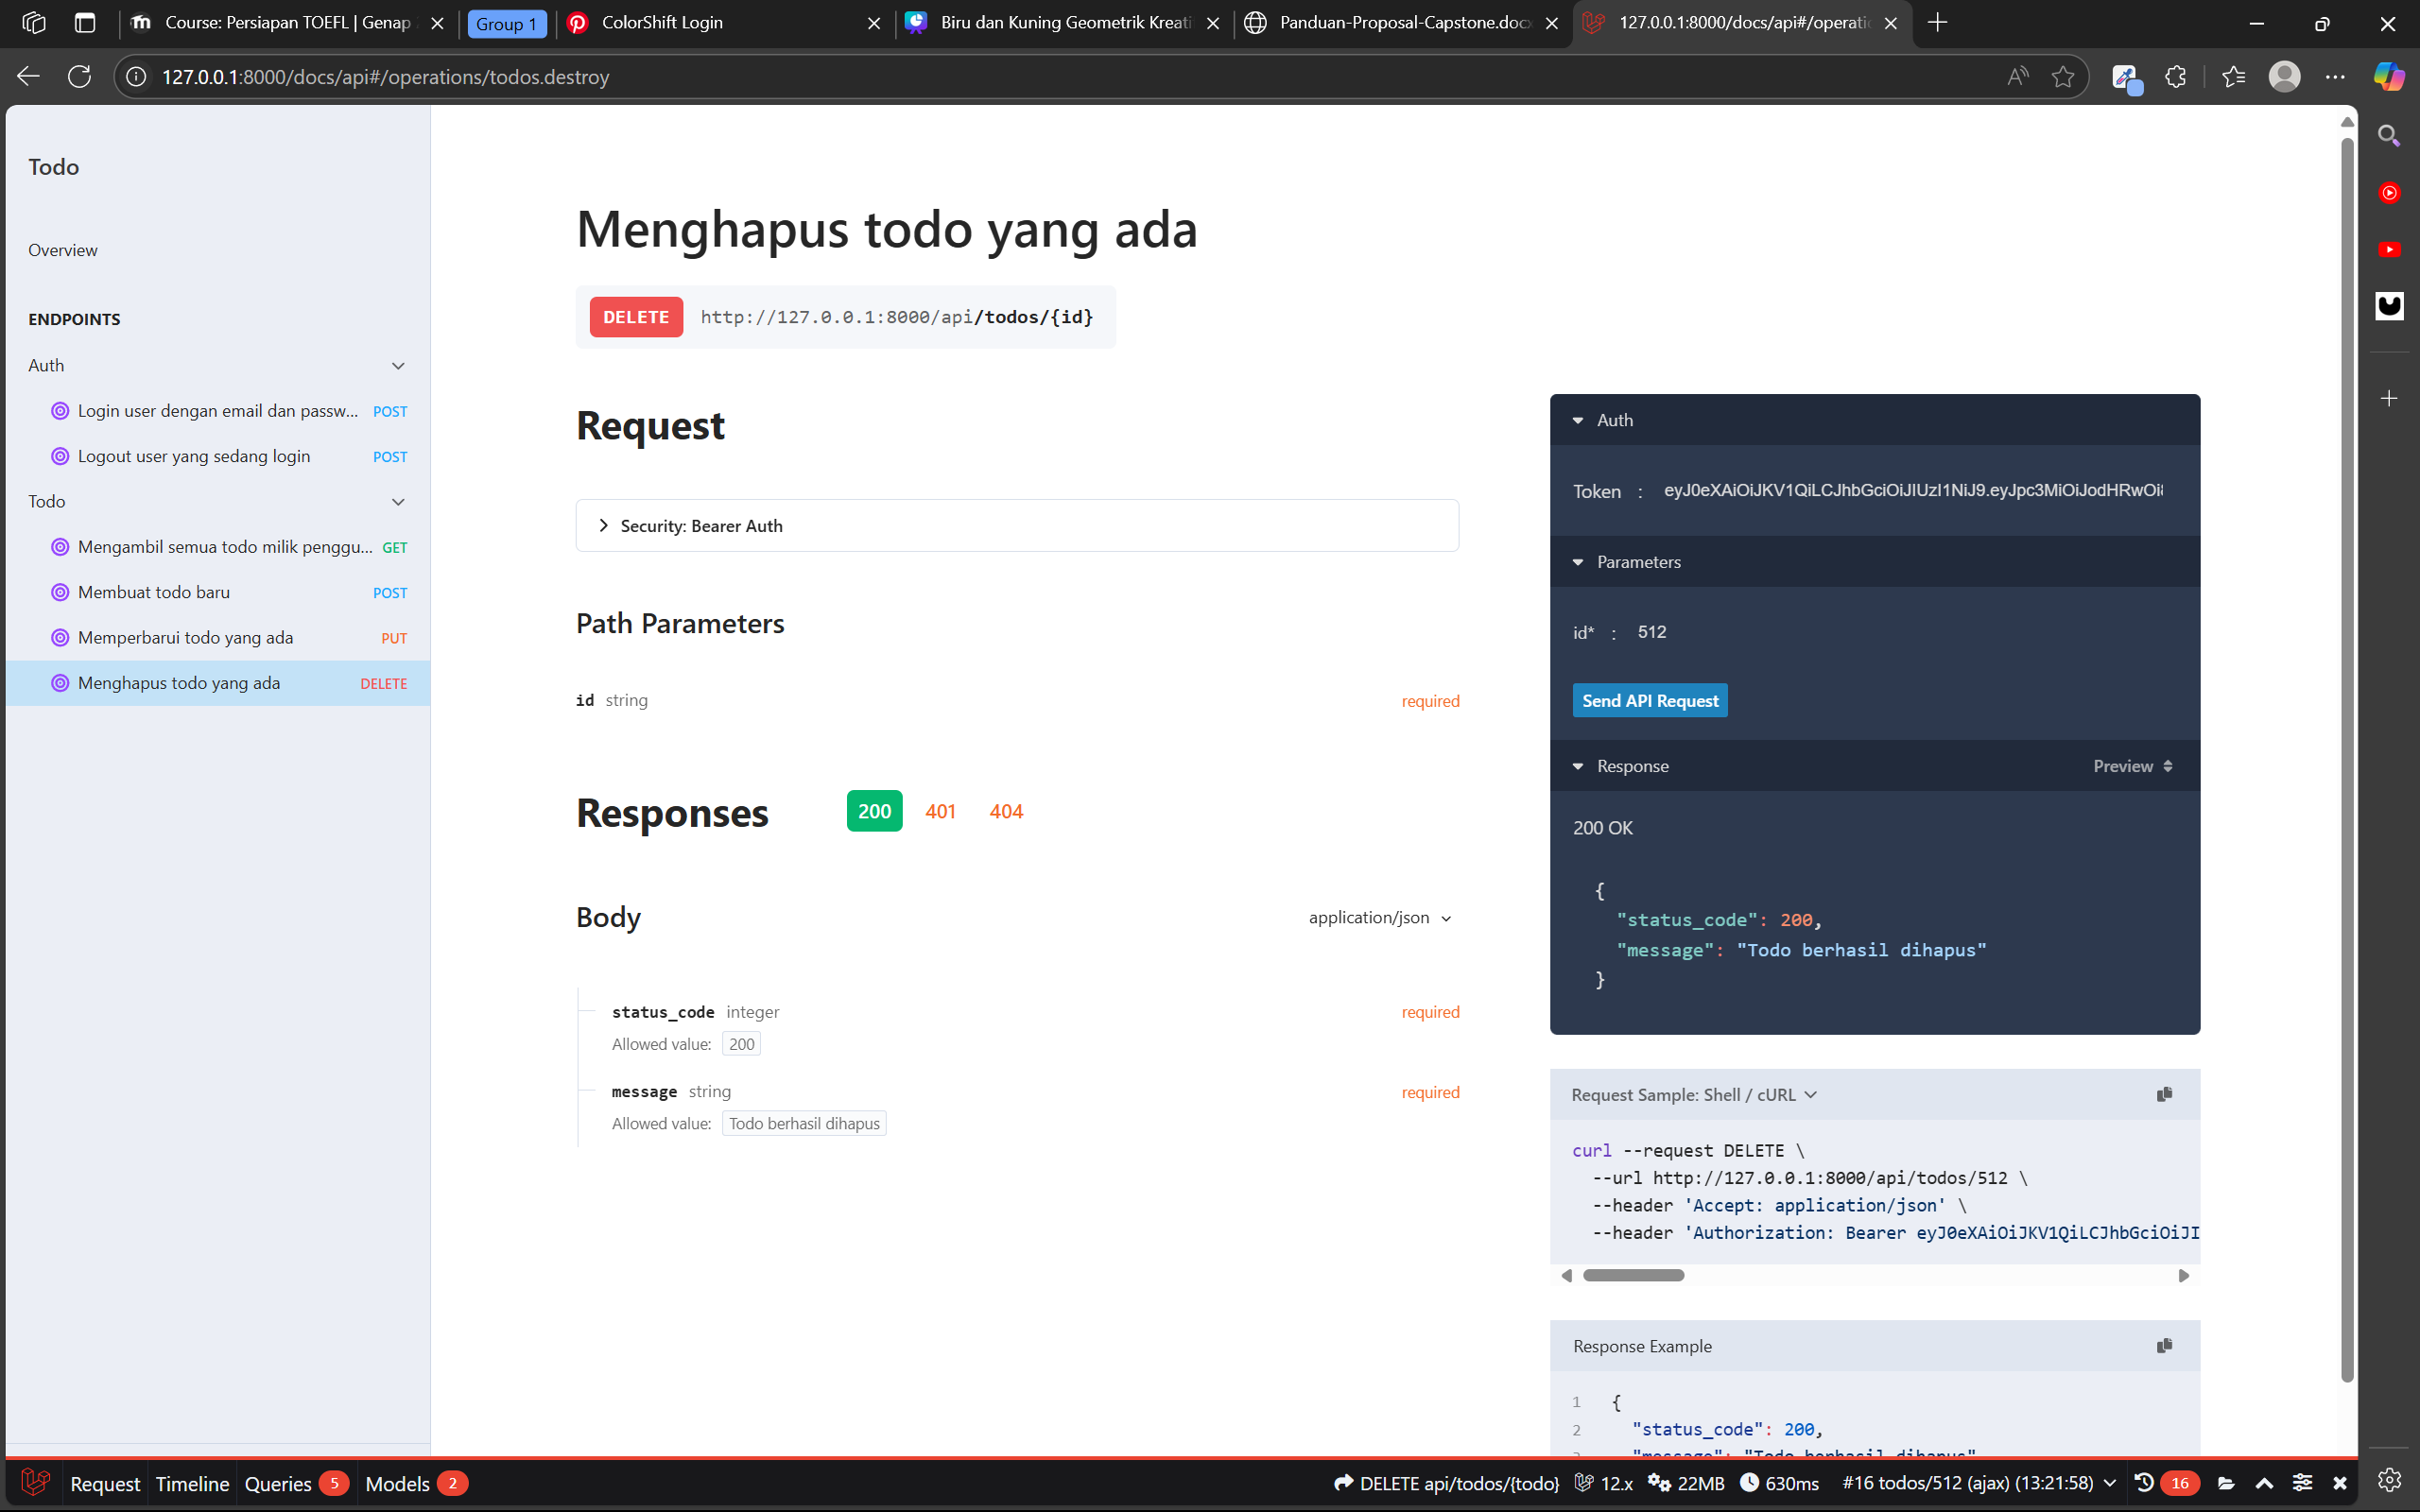 Course: Persiapan TOEFL | Genap
Group 1
ColorShift Login
Biru dan Kuning Geometrik Kreati
Panduan-Proposal-Capstone.docx
127.0.0.1:8000/docs/api#/operatio
127.0.0.1:8000/docs/api#/operations/todos.destroy
Todo
Overview
ENDPOINTS
Auth
Login user dengan email dan passw... POST
Logout user yang sedang login POST
Todo
Mengambil semua todo milik penggu... GET
Membuat todo baru POST
Memperbarui todo yang ada PUT
Menghapus todo yang ada DELETE
Menghapus todo yang ada
DELETE http://127.0.0.1:8000/api/todos/{id}
Request
Security: Bearer Auth
Path Parameters
id string required
Responses 200 401 404
Body application/json
status_code integer required
Allowed value: 200
message string required
Allowed value: Todo berhasil dihapus
Auth
Token : eyJ0eXAiOiJKV1QiLCJhbGciOiJIUzI1NiJ9.eyJpc3MiOiJodHRwOi
Parameters
id* : 512
Send API Request
Response Preview
200 OK
{
"status_code": 200,
"message": "Todo berhasil dihapus"
}
Request Sample: Shell / cURL
curl --request DELETE \
--url http://127.0.0.1:8000/api/todos/512 \
--header 'Accept: application/json' \
--header 'Authorization: Bearer eyJ0eXAiOiJKV1QiLCJhbGciOiJI
Response Example
1 {
2 "status_code": 200,
"message": "Todo berhasil dihapus"
Request Timeline Queries 5 Models 2
DELETE api/todos/{todo} 12.x 22MB 630ms #16 todos/512 (ajax) (13:21:58) 16